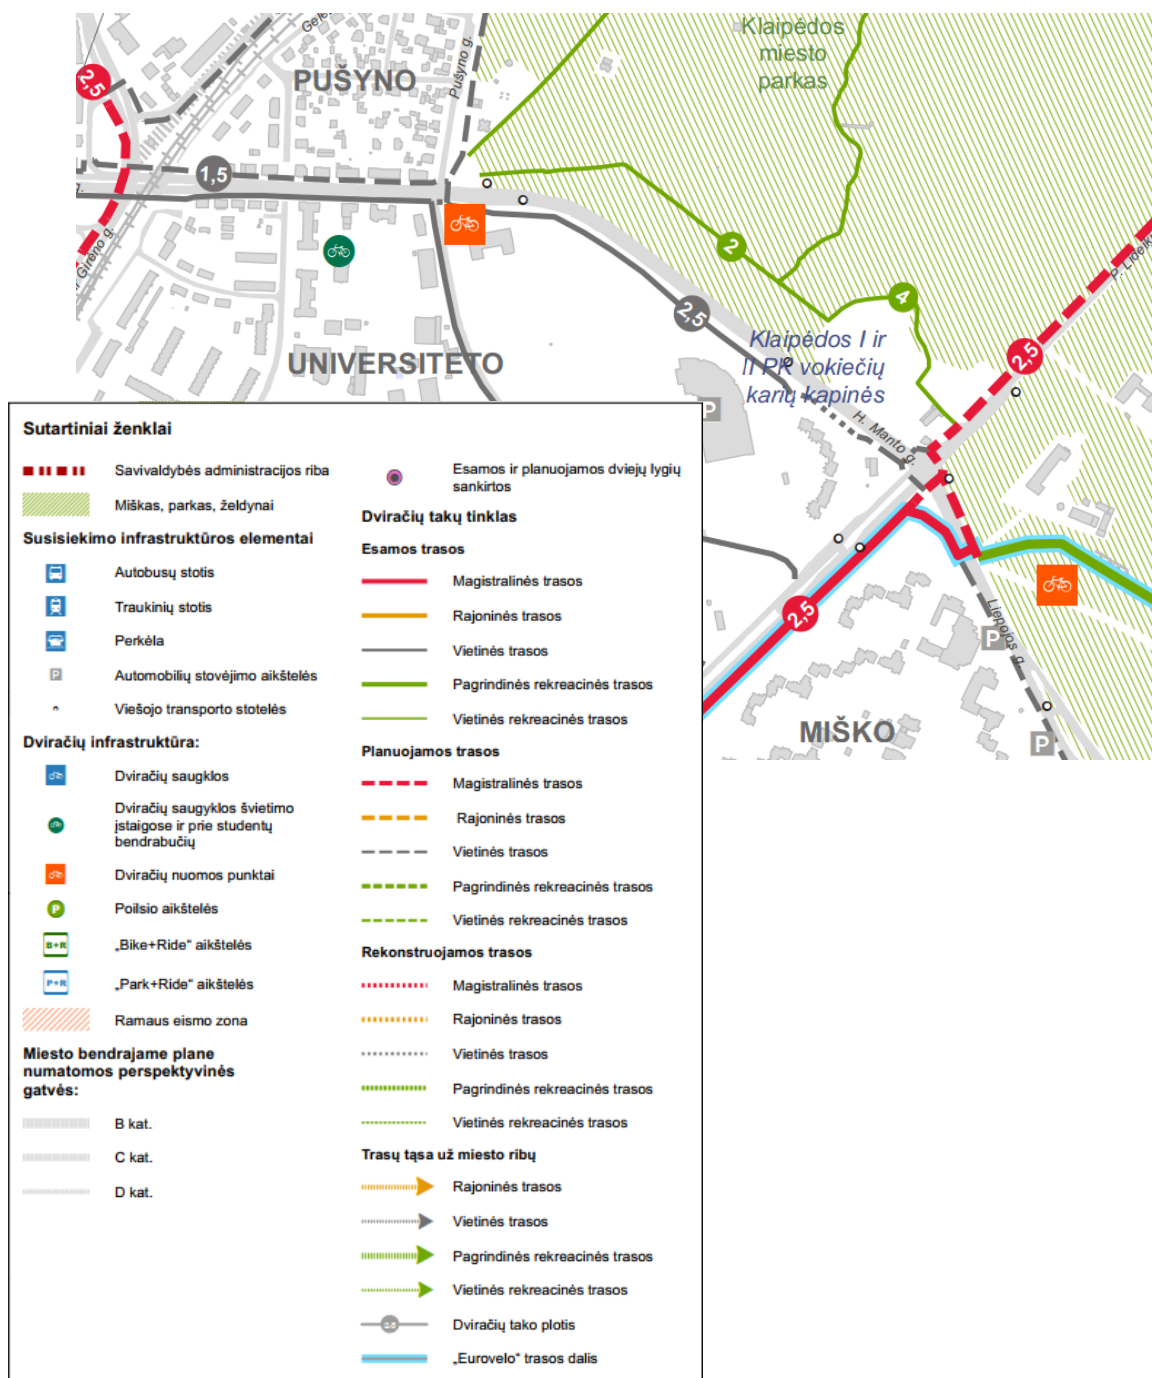 Klaipėdos
miesto
parkas
PUŠYNO
Pušyno g.
2,5
1,5
g.
Gireno g.
2
4
2,5
P. Lideikio
UNIVERSITETO
Klaipėdos I ir
II PK vokiečių
karių kapinės
2,5
P
H. Manto g.
2,5
Liepojos g.
P
MIŠKO
P
Sutartiniai ženklai
Savivaldybės administracijos riba
Miškas, parkas, želdynai
Susisiekimo infrastruktūros elementai
Autobusų stotis
Traukinių stotis
Perkėla
P Automobilių stovėjimo aikštelės
Viešojo transporto stotelės
Dviračių infrastruktūra:
Dviračių saugklos
Dviračių saugyklos švietimo
įstaigose ir prie studentų
bendrabučių
Dviračių nuomos punktai
P Poilsio aikštelės
B+R „Bike+Ride“ aikštelės
P+R „Park+Ride“ aikštelės
Ramaus eismo zona
Miesto bendrajame plane
numatomos perspektyvinės
gatvės:
B kat.
C kat.
D kat.
Esamos ir planuojamos dviejų lygių
sankirtos
Dviračių takų tinklas
Esamos trasos
Magistralinės trasos
Rajoninės trasos
Vietinės trasos
Pagrindinės rekreacinės trasos
Vietinės rekreacinės trasos
Planuojamos trasos
Magistralinės trasos
Rajoninės trasos
Vietinės trasos
Pagrindinės rekreacinės trasos
Vietinės rekreacinės trasos
Rekonstruojamos trasos
Magistralinės trasos
Rajoninės trasos
Vietinės trasos
Pagrindinės rekreacinės trasos
Vietinės rekreacinės trasos
Trasų tąsa už miesto ribų
Rajoninės trasos
Vietinės trasos
Pagrindinės rekreacinės trasos
Vietinės rekreacinės trasos
Dviračių tako plotis
„Eurovelo“ trasos dalis